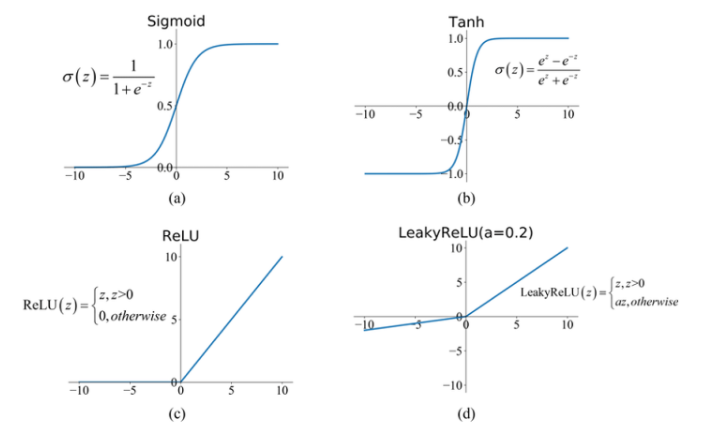 Sigmoid
1.0
σ(z)= 1 / 1+e^-z
0.5
0.0
−10 −5 0 5 10
(a)
Tanh
1.0
0.5
σ(z)= e^z − e^-z / e^z + e^-z
0.0
−10 −5 0 5 10
−0.5
−1.0
(b)
ReLU
10
ReLU(z)={z, z>0
0, otherwise
5
0
−10 −5 0 5 10
(c)
LeakyReLU(a=0.2)
10
5
LeakyReLU(z)={z, z>0
az, otherwise
0
−10 −5 0 5 10
−5
−10
(d)